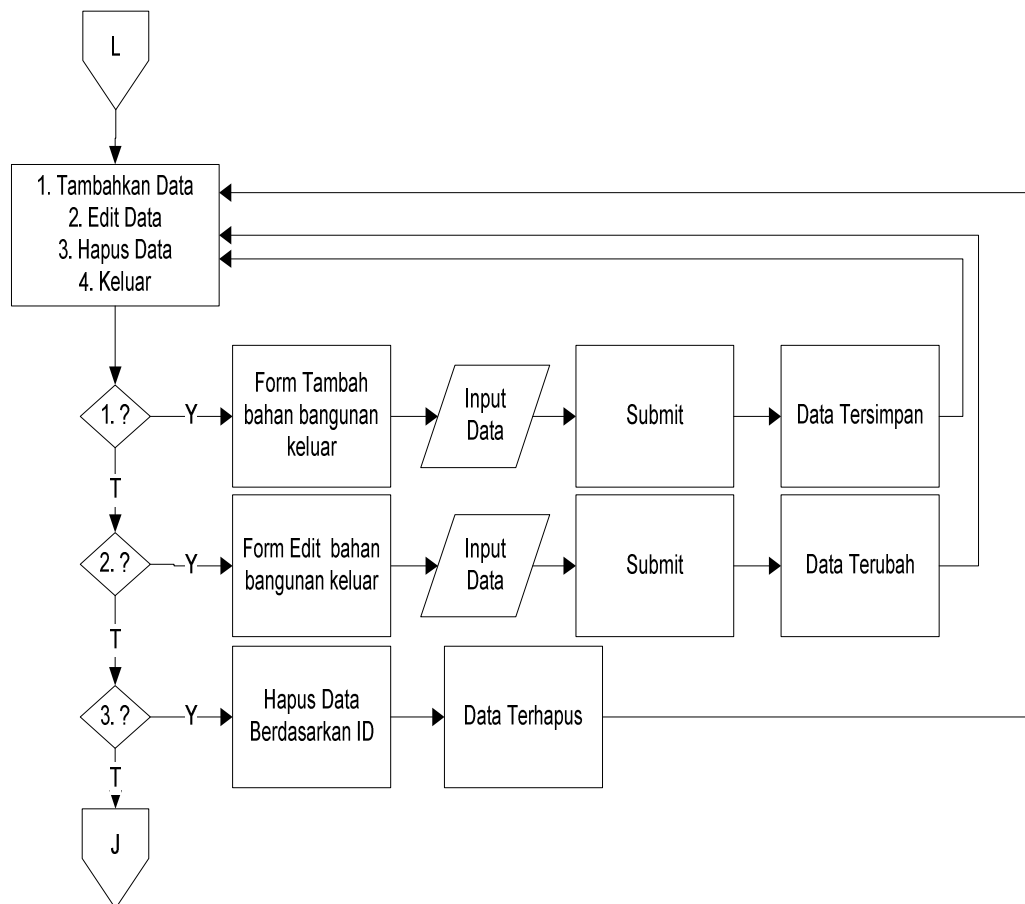 L
1. Tambahkan Data
2. Edit Data
3. Hapus Data
4. Keluar
1. ?
Y
Form Tambah
bahan bangunan
keluar
Input
Data
Submit
Data Tersimpan
T
2. ?
Y
Form Edit bahan
bangunan keluar
Input
Data
Submit
Data Terubah
T
3. ?
Y
Hapus Data
Berdasarkan ID
Data Terhapus
T
J